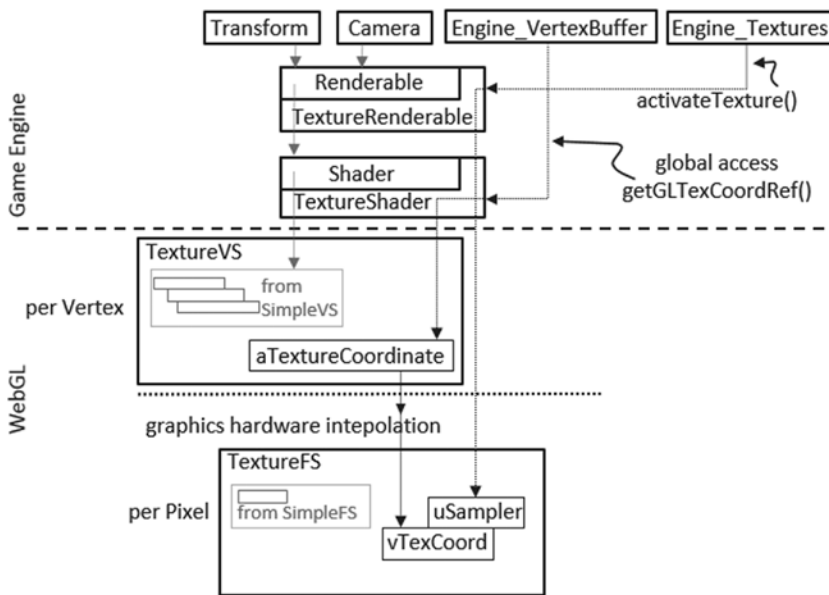 Transform
Camera
Engine_VertexBuffer
Engine_Textures
Renderable
TextureRenderable
activateTexture()
Game Engine
Shader
TextureShader
global access
getGLTexCoordRef()
TextureVS
from
SimpleVS
per Vertex
aTextureCoordinate
WebGL
graphics hardware intepolation
TextureFS
from SimpleFS
per Pixel
uSampler
vTexCoord